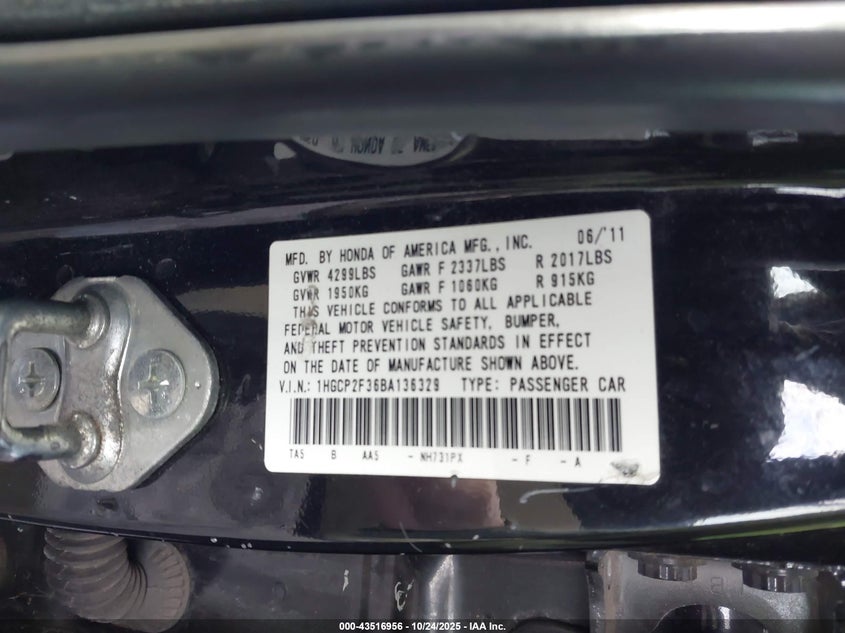 MFD. BY HONDA OF AMERICA MFG., INC. 06/'11
GVWR 4299LBS GAWR F 2337LBS R 2017LBS
GVWR 1950KG GAWR F 1060KG R 915KG
THIS VEHICLE CONFORMS TO ALL APPLICABLE
FEDERAL MOTOR VEHICLE SAFETY, BUMPER,
AND THEFT PREVENTION STANDARDS IN EFFECT
ON THE DATE OF MANUFACTURE SHOWN ABOVE.
V.I.N.: 1HGCP2F36BA136329 TYPE: PASSENGER CAR
TA5 B AA5 - NH731PX - F - A
000-43516956 - 10/24/2025 - IAA Inc.